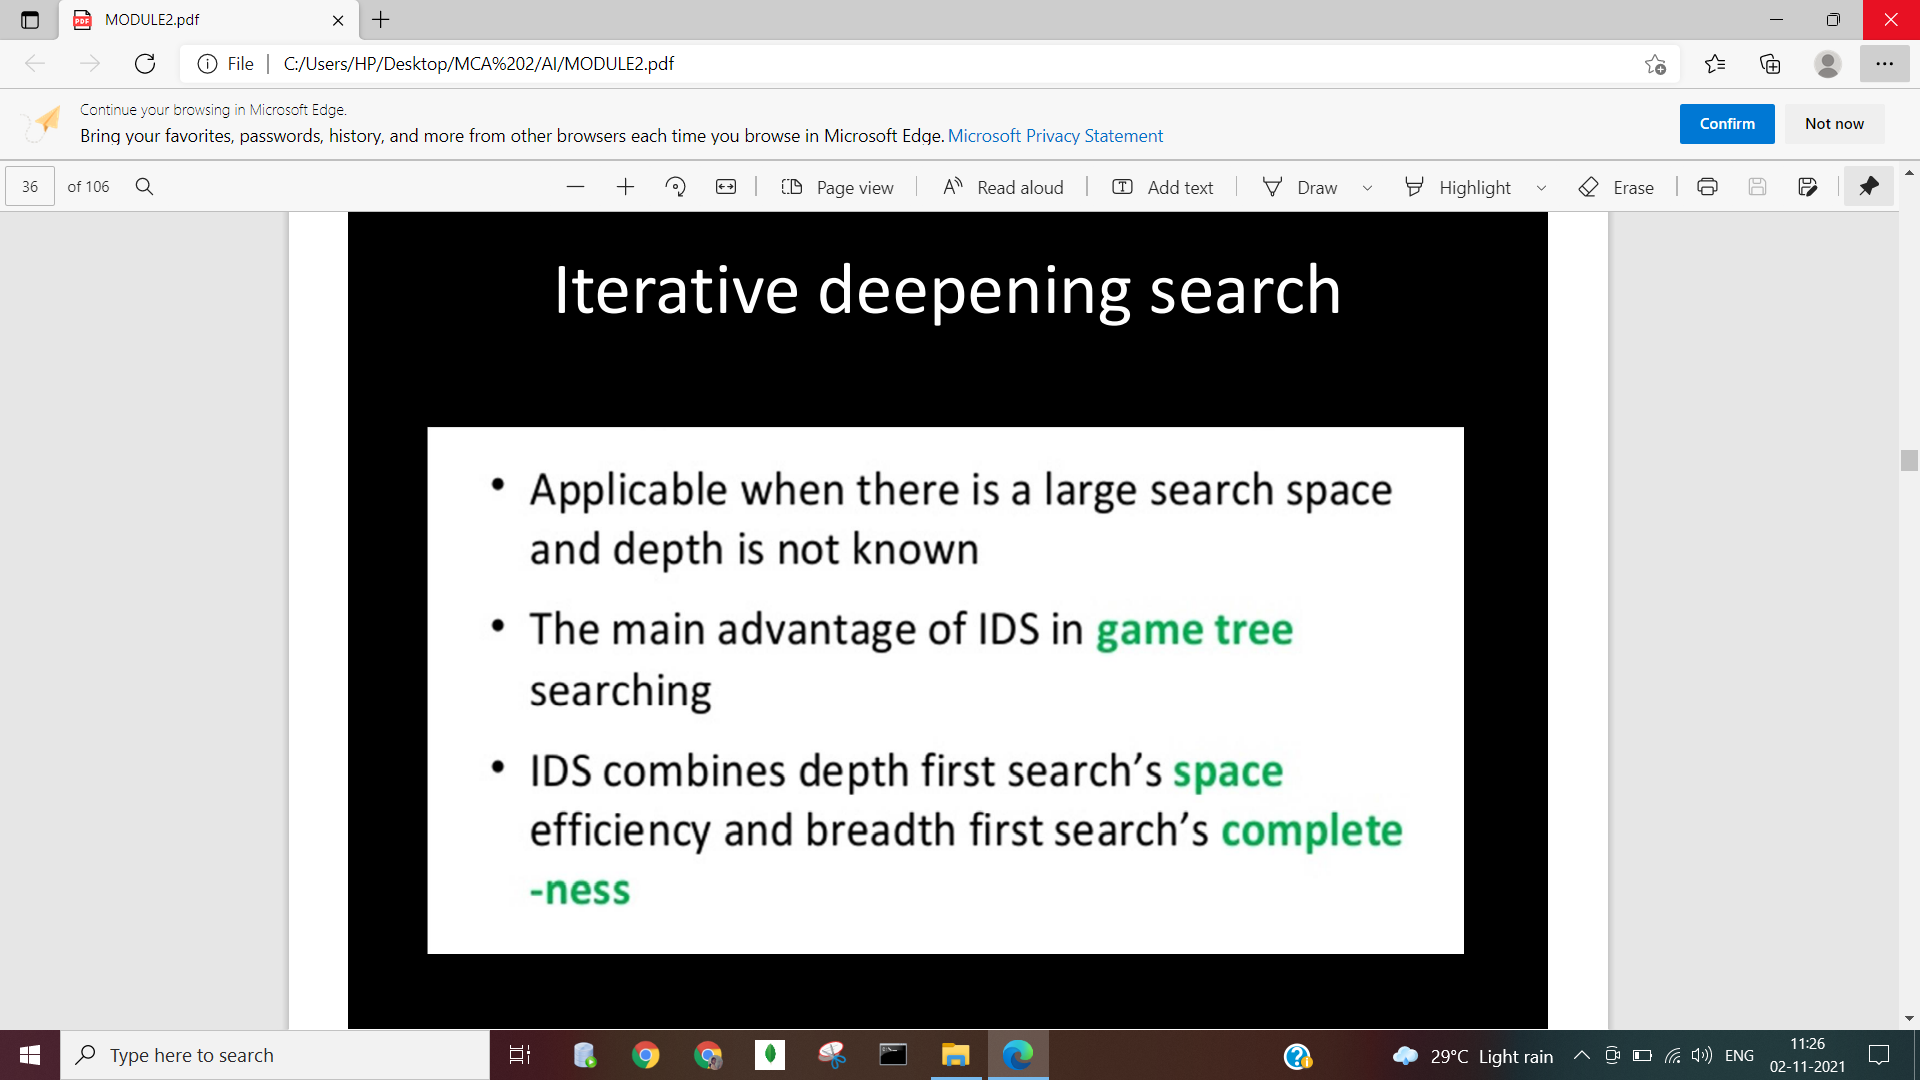 MODULE2.pdf
File
C:/Users/HP/Desktop/MCA%202/AI/MODULE2.pdf
Continue your browsing in Microsoft Edge.
Bring your favorites, passwords, history, and more from other browsers each time you browse in Microsoft Edge. Microsoft Privacy Statement
Confirm
Not now
36 of 106
Page view
Read aloud
Add text
Draw
Highlight
Erase
Iterative deepening search
• Applicable when there is a large search space
and depth is not known
• The main advantage of IDS in game tree
searching
• IDS combines depth first search’s space
efficiency and breadth first search’s complete
-ness
Type here to search
29°C Light rain
ENG
11:26
02-11-2021